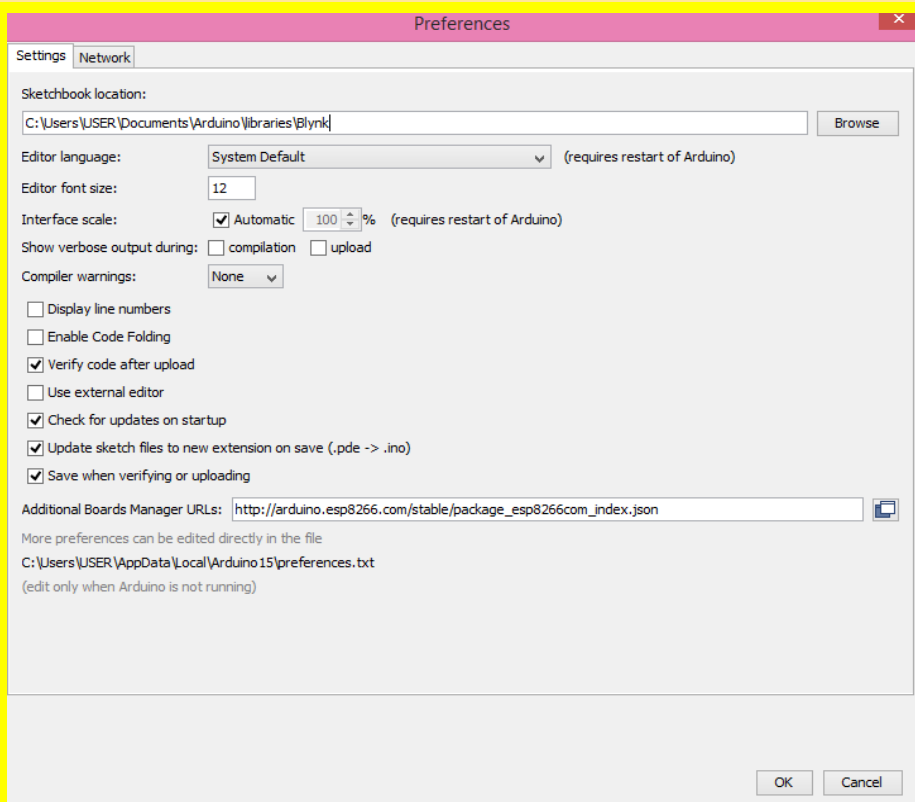 Preferences
Settings Network
Sketchbook location:
C:\Users\USER\Documents\Arduino\libraries\Blynk Browse
Editor language: System Default (requires restart of Arduino)
Editor font size: 12
Interface scale: Automatic 100 % (requires restart of Arduino)
Show verbose output during: compilation upload
Compiler warnings: None
Display line numbers
Enable Code Folding
Verify code after upload
Use external editor
Check for updates on startup
Update sketch files to new extension on save (.pde -> .ino)
Save when verifying or uploading
Additional Boards Manager URLs: http://arduino.esp8266.com/stable/package_esp8266com_index.json
More preferences can be edited directly in the file
C:\Users\USER\AppData\Local\Arduino15\preferences.txt
(edit only when Arduino is not running)
OK Cancel